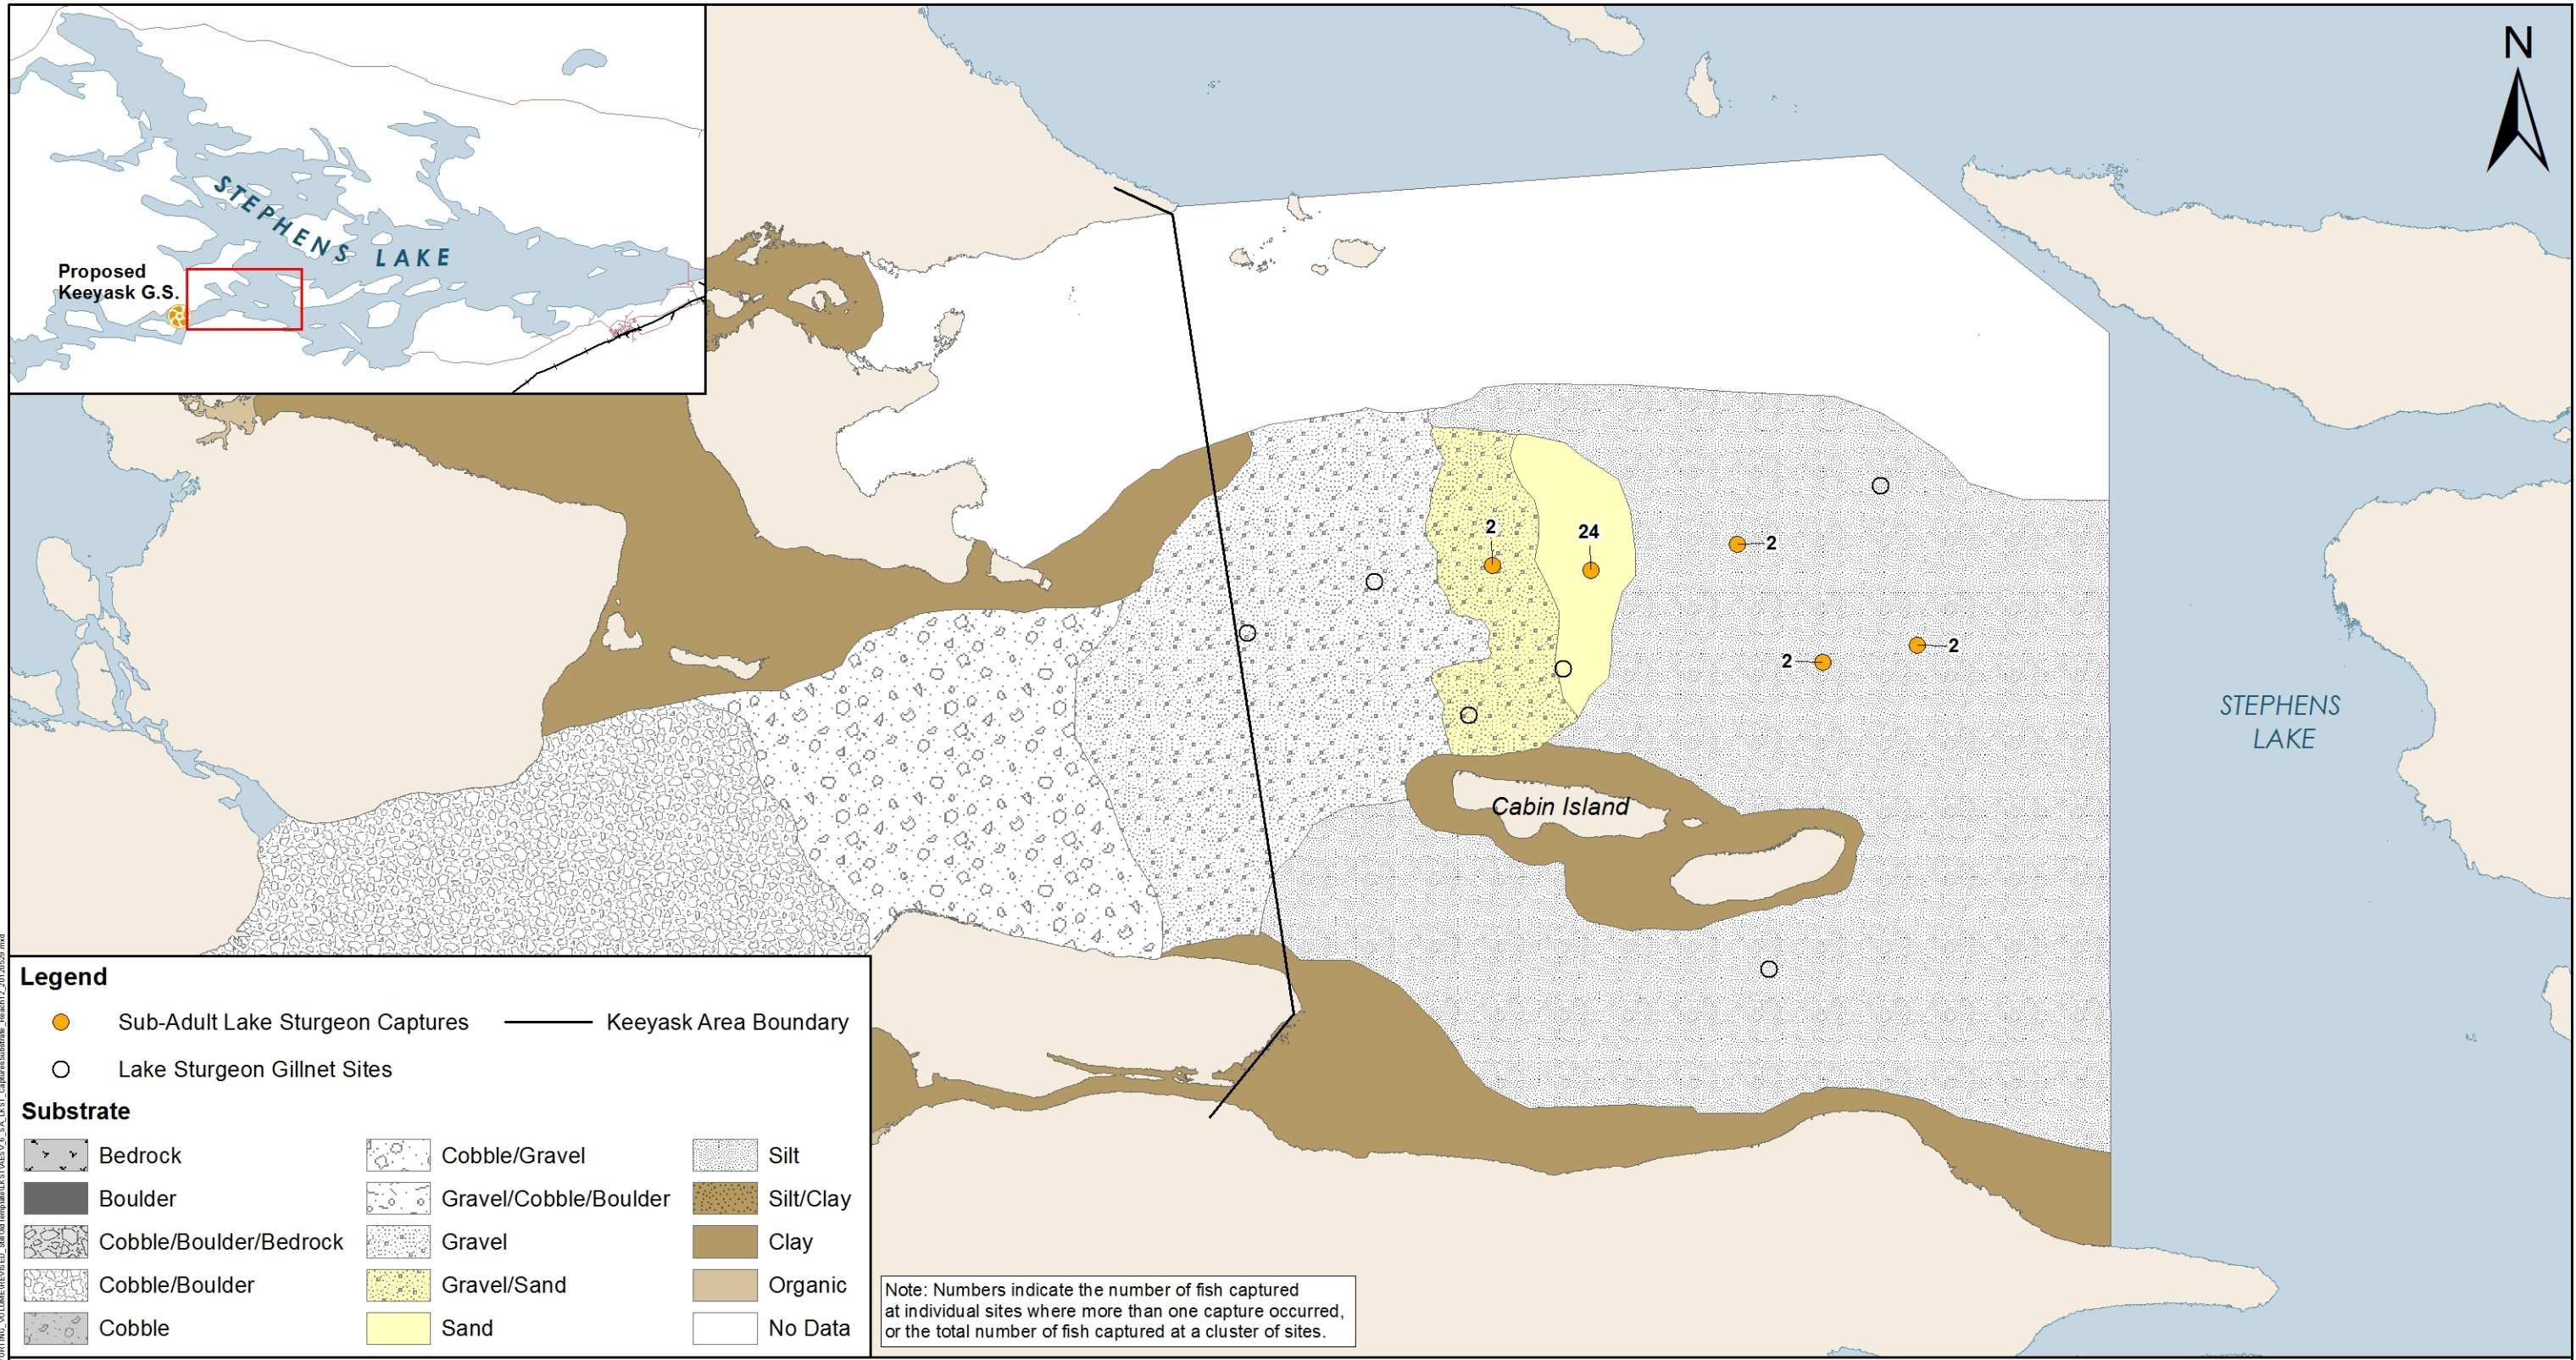 N
STEPHENS LAKE
Proposed
Keeyask G.S.
2
24
2
2
2
STEPHENS
LAKE
Cabin Island
Legend
Sub-Adult Lake Sturgeon Captures
Keeyask Area Boundary
Lake Sturgeon Gillnet Sites
Substrate
Bedrock
Cobble/Gravel
Silt
Boulder
Gravel/Cobble/Boulder
Silt/Clay
Cobble/Boulder/Bedrock
Gravel
Clay
Cobble/Boulder
Gravel/Sand
Organic
Cobble
Sand
No Data
Note: Numbers indicate the number of fish captured
at individual sites where more than one capture occurred,
or the total number of fish captured at a cluster of sites.